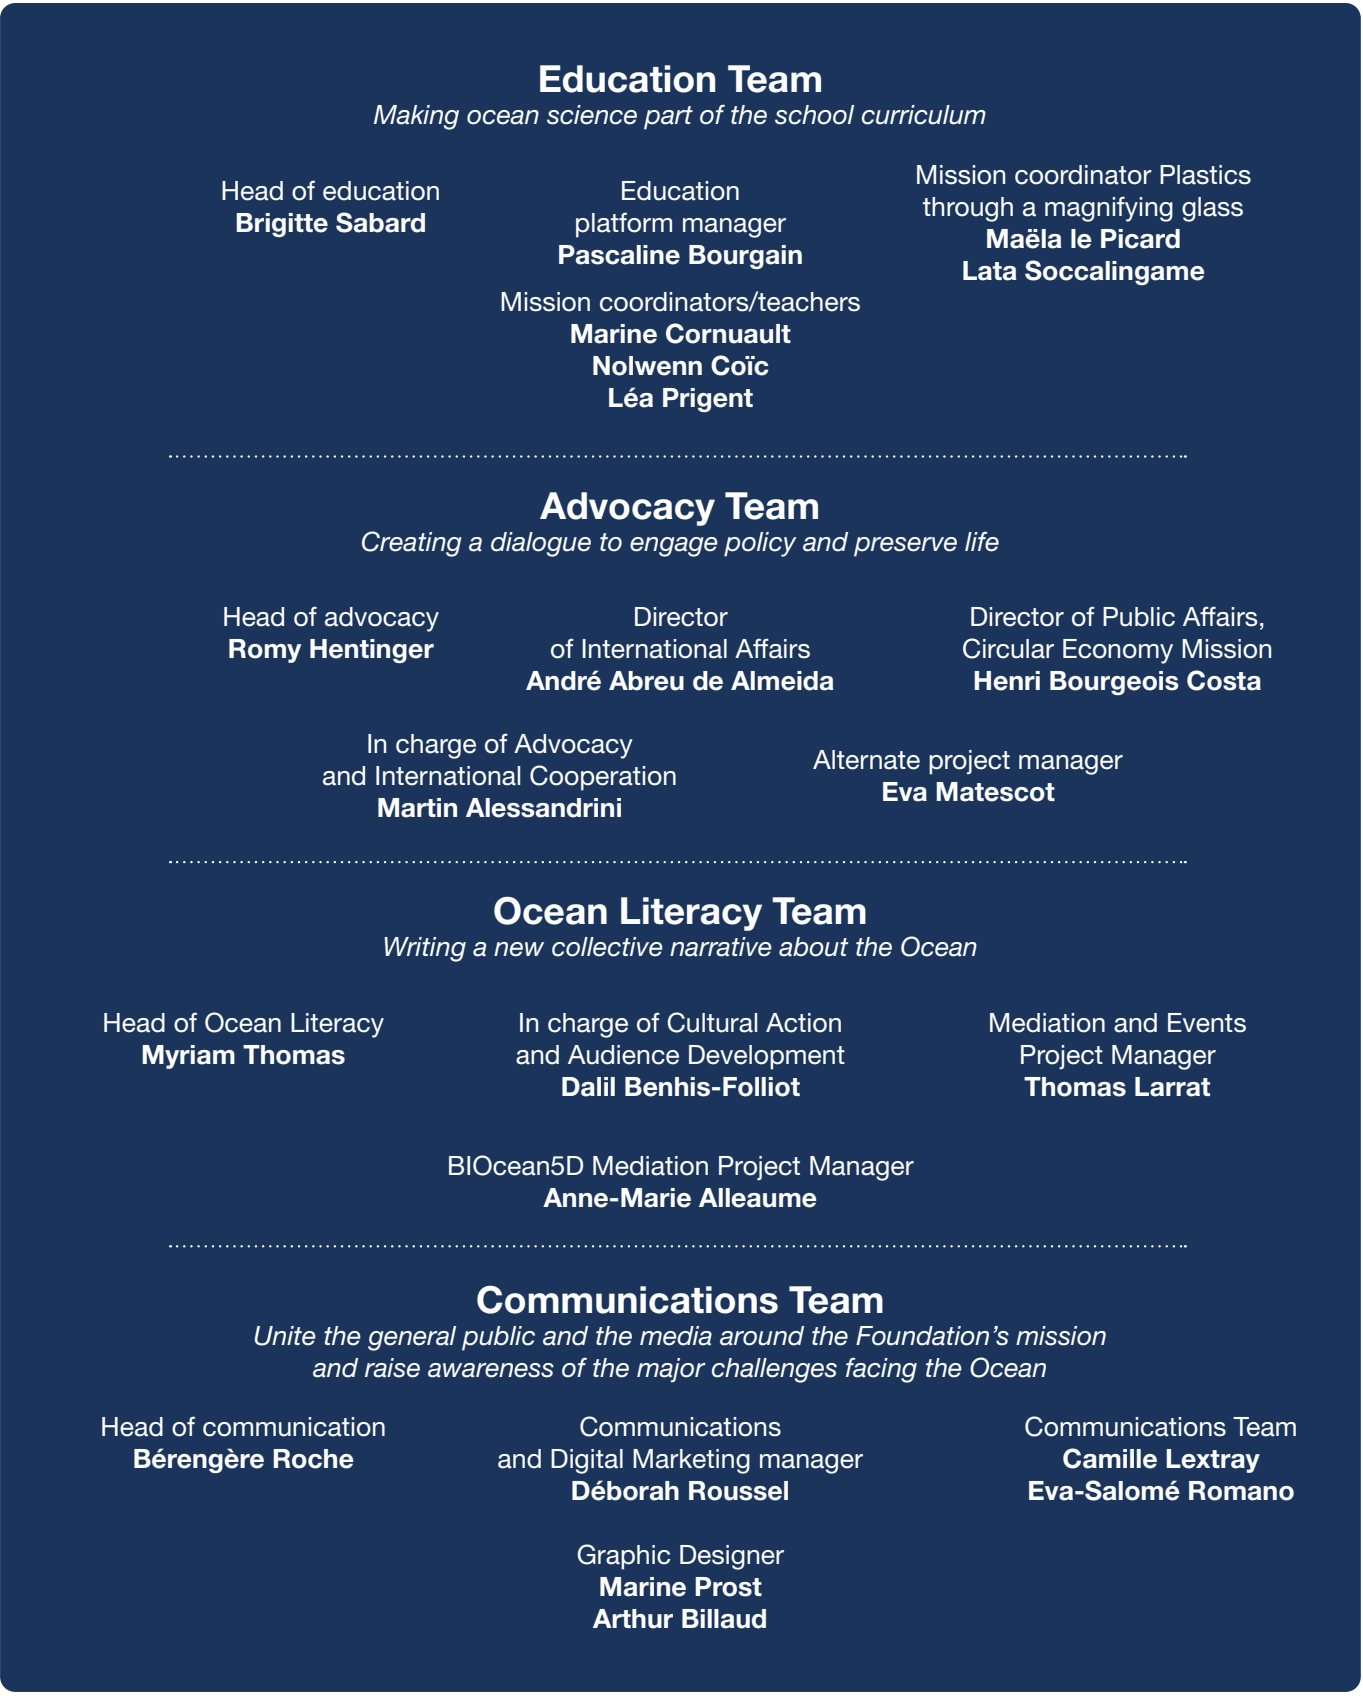 Education Team
Making ocean science part of the school curriculum
Head of education
Brigitte Sabard
Education
platform manager
Pascaline Bourgain
Mission coordinator Plastics
through a magnifying glass
Maëla le Picard
Lata Soccalingame
Mission coordinators/teachers
Marine Cornuault
Nolwenn Coïc
Léa Prigent
Advocacy Team
Creating a dialogue to engage policy and preserve life
Head of advocacy
Romy Hentinger
Director
of International Affairs
André Abreu de Almeida
Director of Public Affairs,
Circular Economy Mission
Henri Bourgeois Costa
In charge of Advocacy
and International Cooperation
Martin Alessandrini
Alternate project manager
Eva Matescot
Ocean Literacy Team
Writing a new collective narrative about the Ocean
Head of Ocean Literacy
Myriam Thomas
In charge of Cultural Action
and Audience Development
Dalil Benhis-Folliot
Mediation and Events
Project Manager
Thomas Larrat
BIOcean5D Mediation Project Manager
Anne-Marie Alleaume
Communications Team
Unite the general public and the media around the Foundation’s mission
and raise awareness of the major challenges facing the Ocean
Head of communication
Bérengère Roche
Communications
and Digital Marketing manager
Déborah Roussel
Communications Team
Camille Lextray
Eva-Salomé Romano
Graphic Designer
Marine Prost
Arthur Billaud